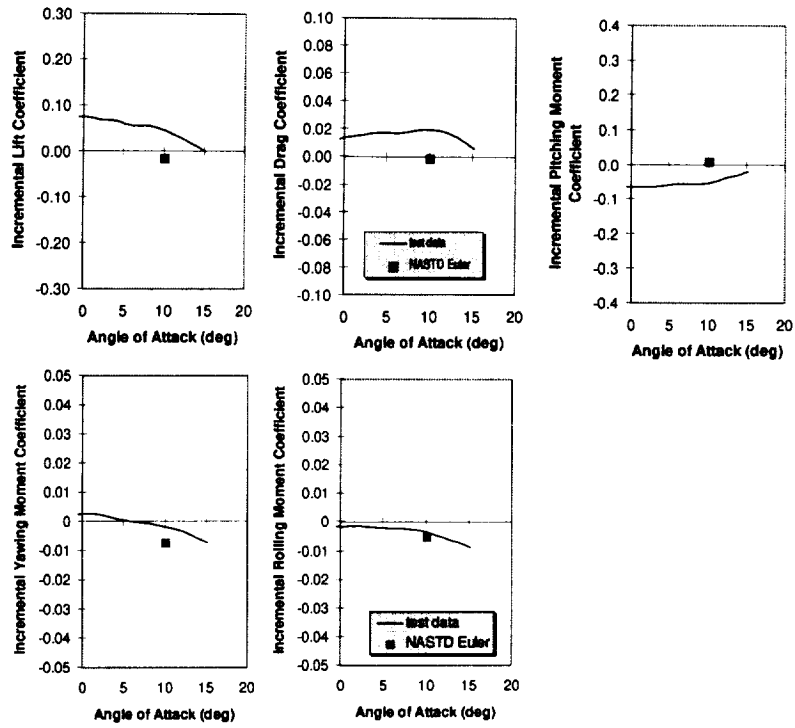 Incremental Lift Coefficient
0.30
0.20
0.10
0.00
-0.10
-0.20
-0.30
0 5 10 15 20
Angle of Attack (deg)
Incremental Drag Coefficient
0.10
0.08
0.06
0.04
0.02
0.00
-0.02
-0.04
-0.06
-0.08
-0.10
test data
NASTD Euler
0 5 10 15 20
Angle of Attack (deg)
Incremental Pitching Moment
Coefficient
0.4
0.3
0.2
0.1
0.0
-0.1
-0.2
-0.3
-0.4
0 5 10 15 20
Angle of Attack (deg)
Incremental Yawing Moment Coefficient
0.05
0.04
0.03
0.02
0.01
0
-0.01
-0.02
-0.03
-0.04
-0.05
0 5 10 15 20
Angle of Attack (deg)
Incremental Rolling Moment Coefficient
0.05
0.04
0.03
0.02
0.01
0
-0.01
-0.02
-0.03
-0.04
-0.05
test data
NASTD Euler
0 5 10 15 20
Angle of Attack (deg)